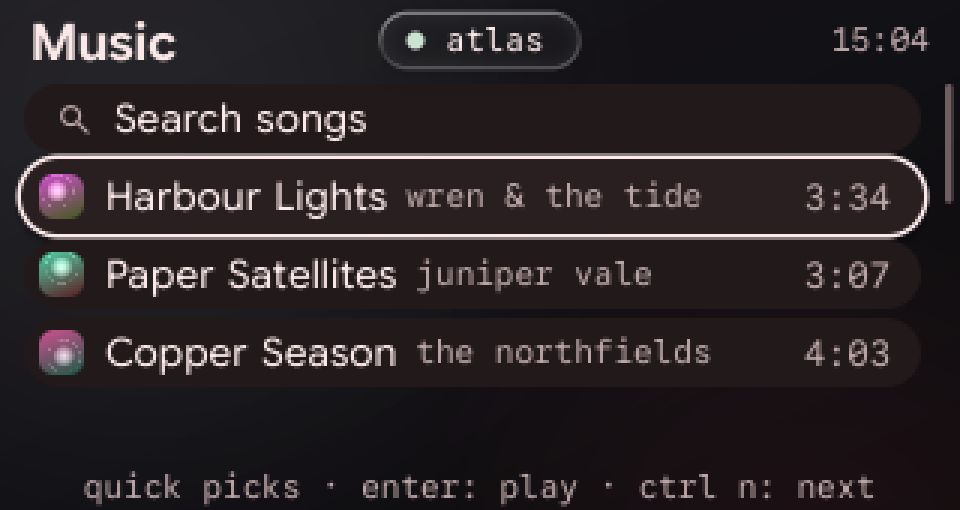 Music atlas 15:04
Search songs
Harbour Lights wren & the tide 3:34
Paper Satellites juniper vale 3:07
Copper Season the northfields 4:03
quick picks · enter: play · ctrl n: next